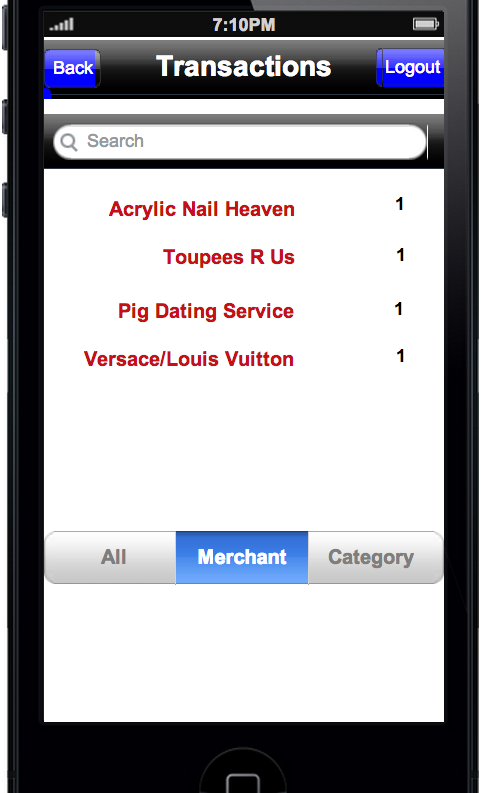 7:10PM
Back Transactions Logout
Search
Acrylic Nail Heaven 1
Toupees R Us 1
Pig Dating Service 1
Versace/Louis Vuitton 1
All Merchant Category